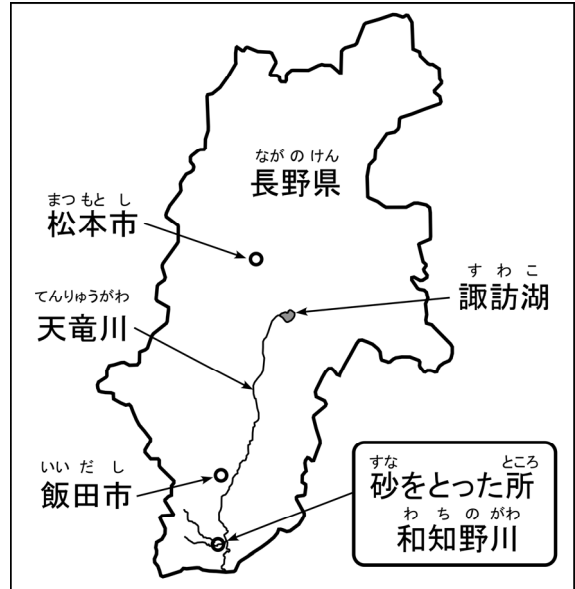 ながのけん
長野県
まつもとし
松本市
すわこ
諏訪湖
てんりゅうがわ
天竜川
いいだし
飯田市
すな ところ
砂をとった所
わちのがわ
和知野川